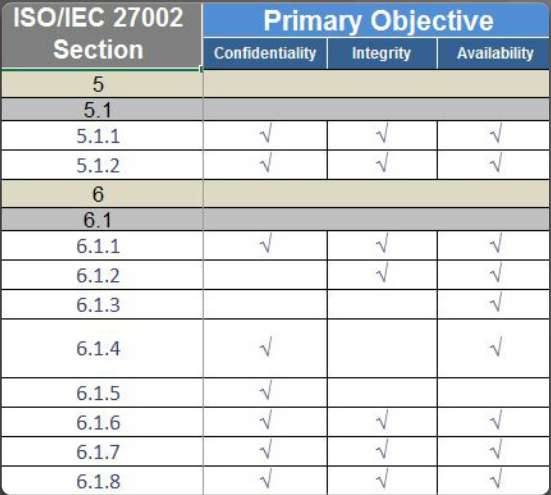 ISO/IEC 27002 Section Primary Objective
Confidentiality Integrity Availability
5
5.1
5.1.1 √ √ √
5.1.2 √ √ √
6
6.1
6.1.1 √ √ √
6.1.2 √ √
6.1.3 √
6.1.4 √ √
6.1.5 √
6.1.6 √ √ √
6.1.7 √ √ √
6.1.8 √ √ √